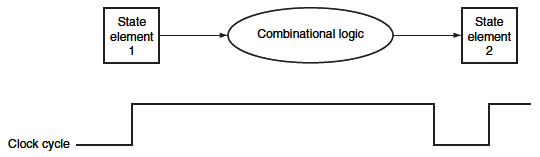 State
element
1
Combinational logic
State
element
2
Clock cycle